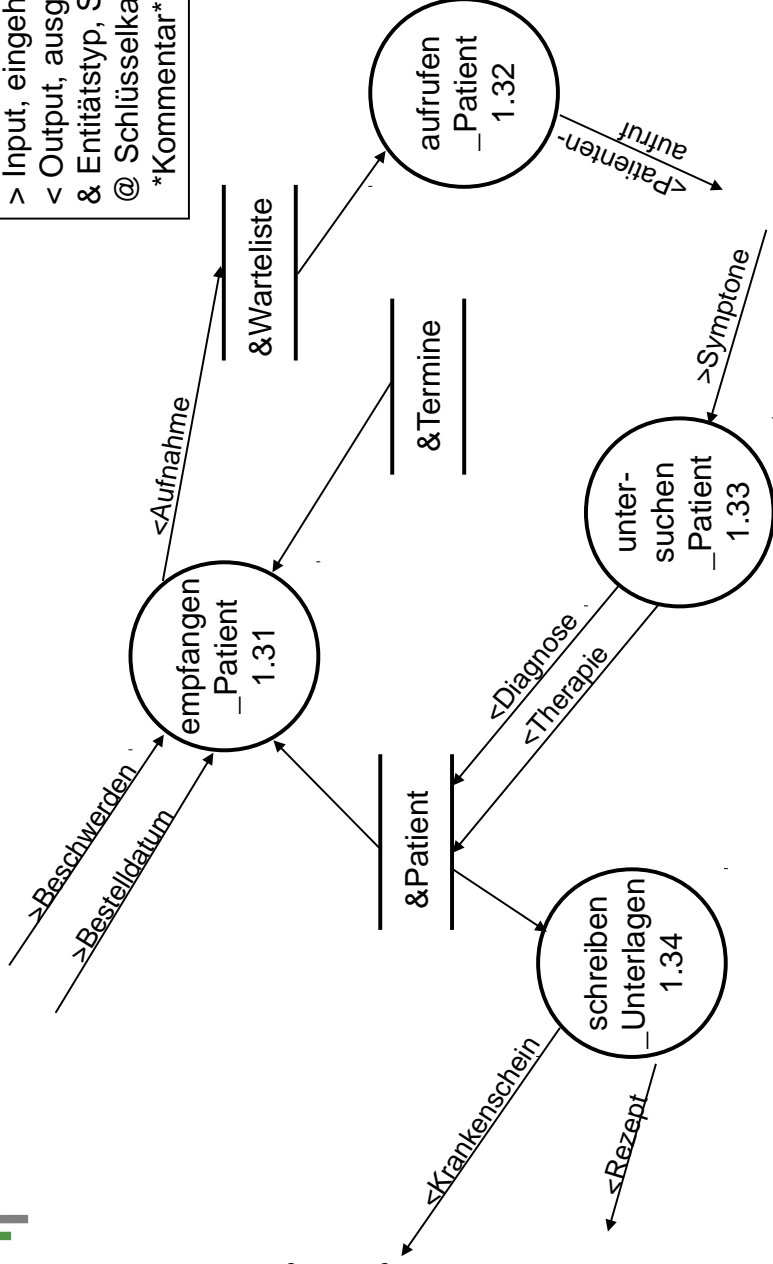 > Input, eingeh
< Output, ausg
& Entitätstyp, S
@ Schlüsselka
*Kommentar*
>Beschwerden
>Bestelldatum
empfangen
_Patient
1.31
<Aufnahme
&Warteliste
aufrufen
_Patient
1.32
<Patienten-
aufruf
&Termine
>Symptone
unter-
suchen
_Patient
1.33
<Diagnose
<Therapie
&Patient
schreiben
_Unterlagen
1.34
<Krankenschein
<Rezept